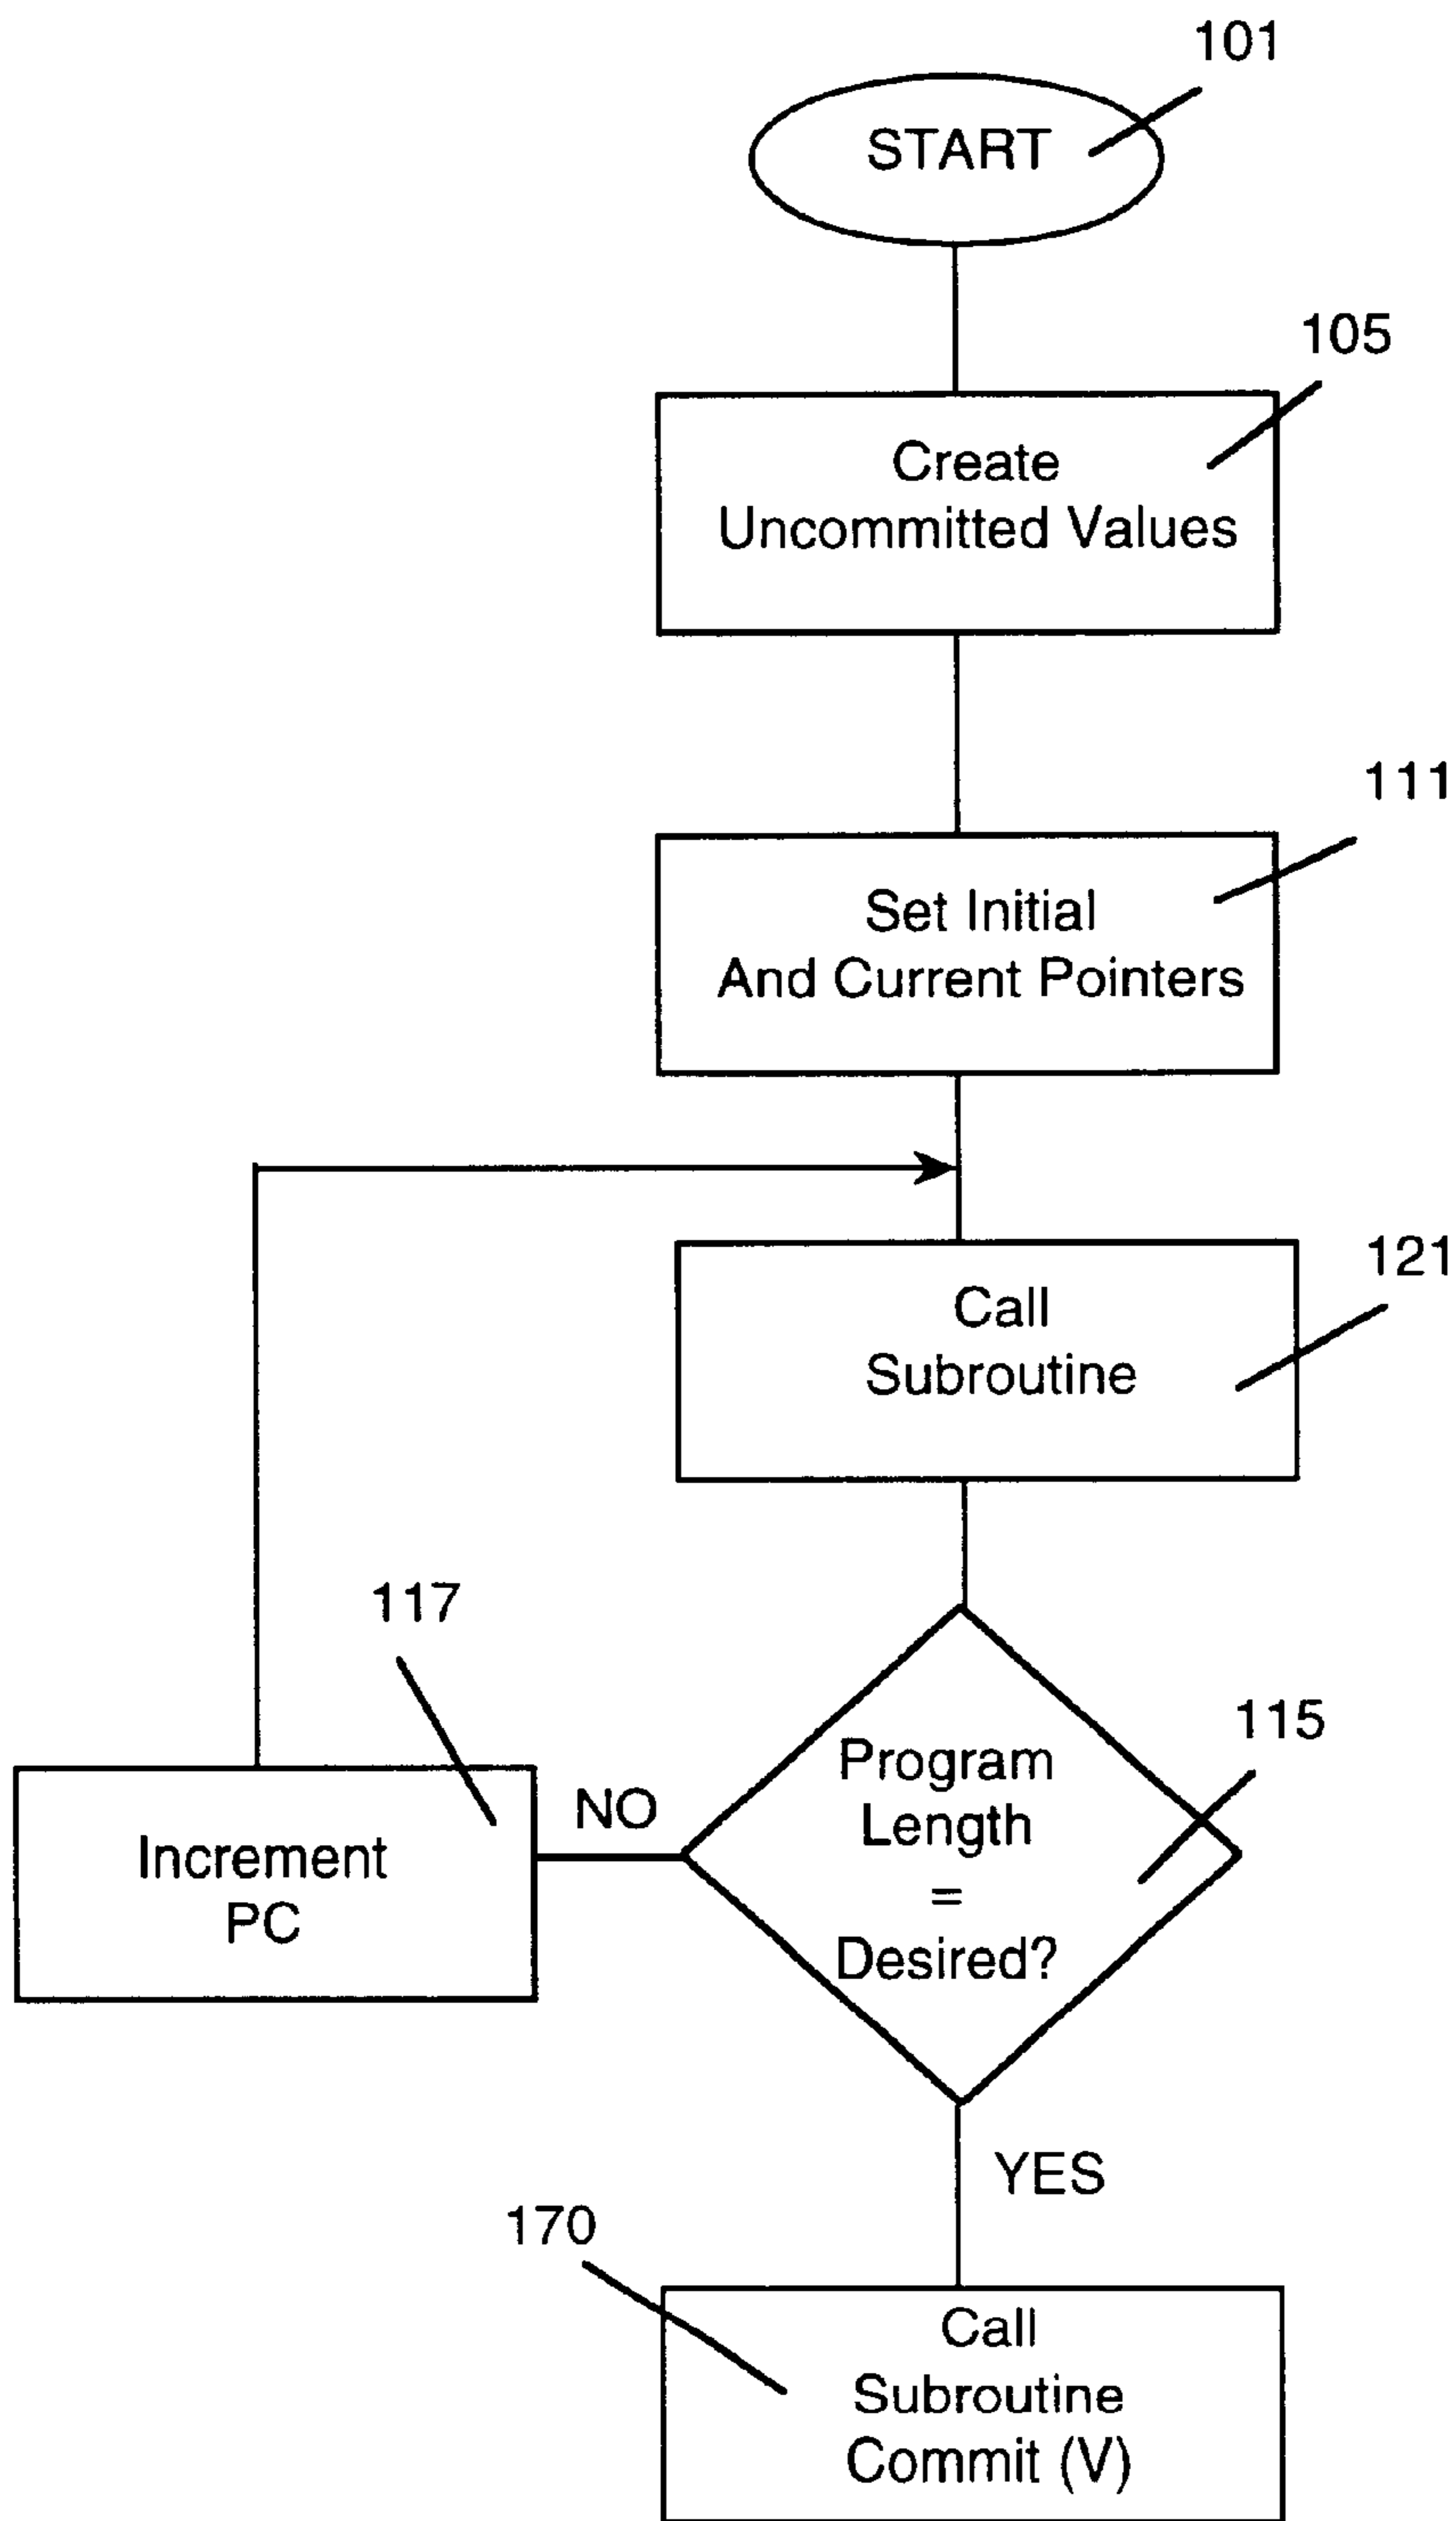 101
START
105
Create
Uncommitted Values
111
Set Initial
And Current Pointers
121
Call
Subroutine
117
115
Program
Length
=
Desired?
NO
Increment
PC
YES
170
Call
Subroutine
Commit (V)